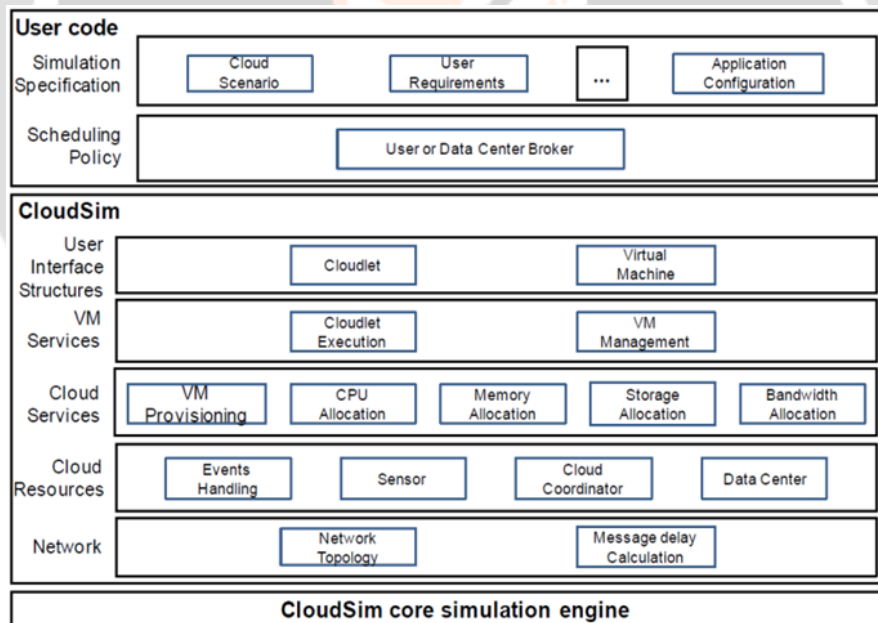 User code
Simulation
Specification
Cloud
Scenario
User
Requirements
...
Application
Configuration
Scheduling
Policy
User or Data Center Broker
CloudSim
User
Interface
Structures
Cloudlet
Virtual
Machine
VM
Services
Cloudlet
Execution
VM
Management
Cloud
Services
VM
Provisioning
CPU
Allocation
Memory
Allocation
Storage
Allocation
Bandwidth
Allocation
Cloud
Resources
Events
Handling
Sensor
Cloud
Coordinator
Data Center
Network
Network
Topology
Message delay
Calculation
CloudSim core simulation engine